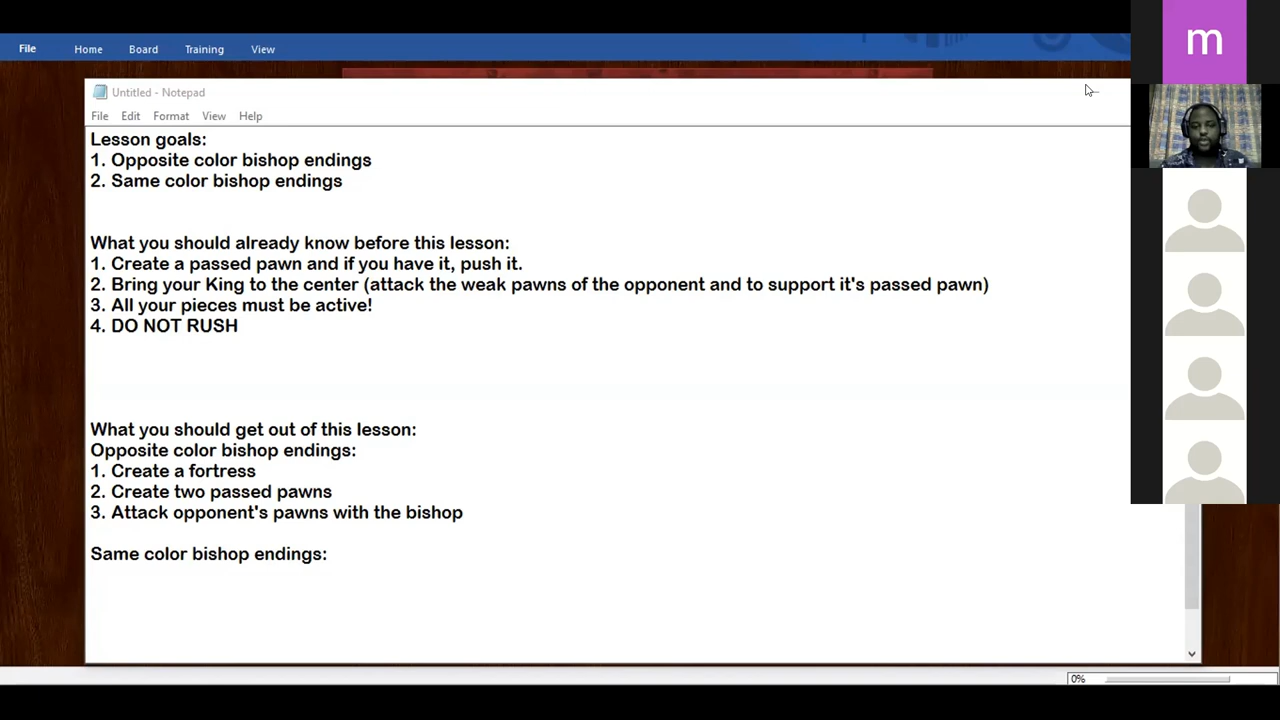 File Home Board Training View
m
Untitled - Notepad
File Edit Format View Help
Lesson goals:
1. Opposite color bishop endings
2. Same color bishop endings
What you should already know before this lesson:
1. Create a passed pawn and if you have it, push it.
2. Bring your King to the center (attack the weak pawns of the opponent and to support it's passed pawn)
3. All your pieces must be active!
4. DO NOT RUSH
What you should get out of this lesson:
Opposite color bishop endings:
1. Create a fortress
2. Create two passed pawns
3. Attack opponent's pawns with the bishop
Same color bishop endings:
0%